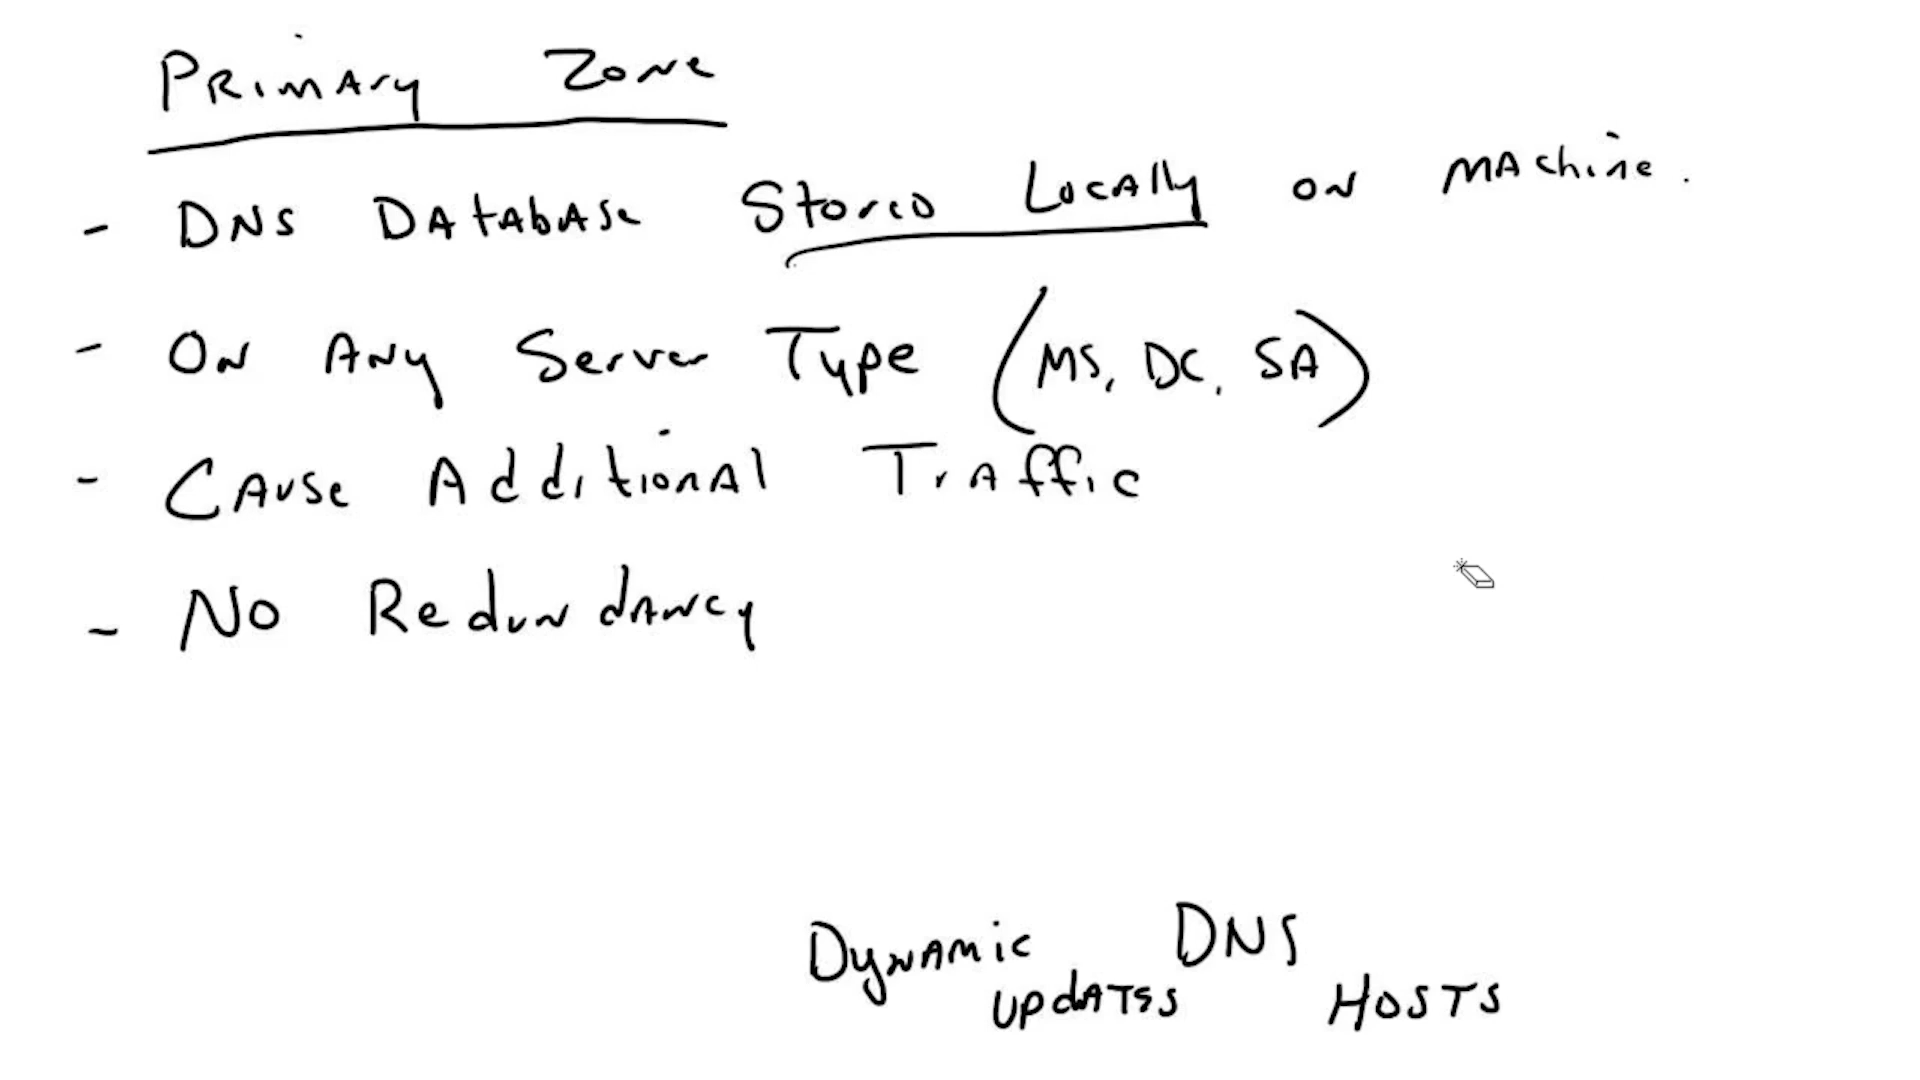 Primary Zone
- DNS Database Stored Locally on Machine.
- On Any Server Type (MS, DC, SA)
- Cause Additional Traffic
- No Redundancy
Dynamic DNS
updates Hosts